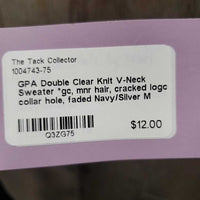 The Tack Collector
1004743-75
GPA Double Clear Knit V-Neck
Sweater *gc, mnr hair, cracked logo
collar hole, faded Navy/Silver M
Q3ZG75
$12.00